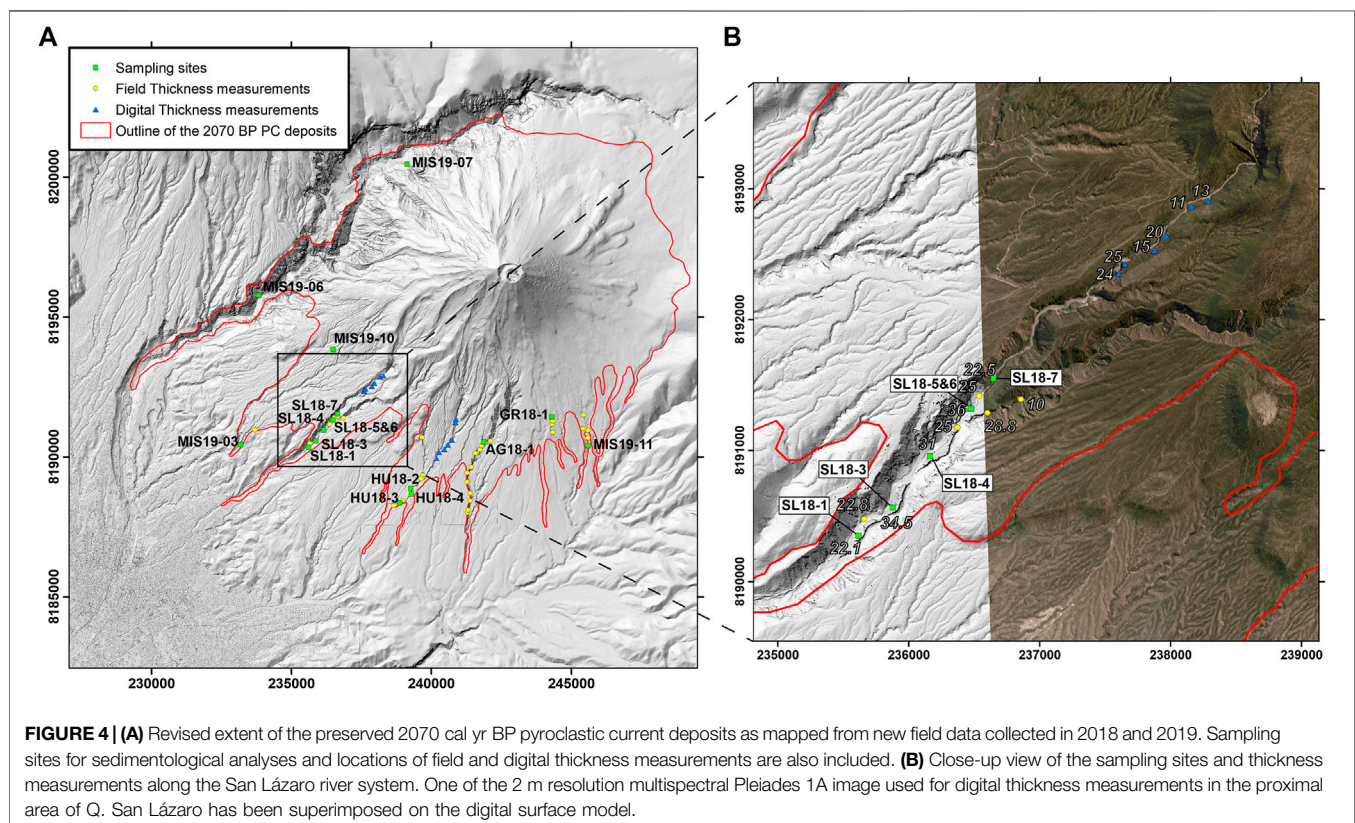 A
Sampling sites
Field Thickness measurements
Digital Thickness measurements
Outline of the 2070 BP PC deposits
8200000
8195000
8190000
8185000
230000
235000
240000
245000
MIS19-07
MIS19-06
MIS19-10
SL18-7
SL18-4
SL18-5&6
MIS19-03
SL18-3
SL18-1
GR18-1
AG18-1
MIS19-11
HU18-2
HU18-3
HU18-4
B
8193000
8192000
8191000
8190000
235000
236000
237000
238000
239000
13
11
20
15
25
24
22.5
SL18-7
SL18-5&6
25
36
10
28.8
25
31
SL18-4
SL18-3
SL18-1
22.8
34.5
22.1
FIGURE 4 | (A) Revised extent of the preserved 2070 cal yr BP pyroclastic current deposits as mapped from new field data collected in 2018 and 2019. Sampling
sites for sedimentological analyses and locations of field and digital thickness measurements are also included. (B) Close-up view of the sampling sites and thickness
measurements along the San Lázaro river system. One of the 2 m resolution multispectral Pleiades 1A image used for digital thickness measurements in the proximal
area of Q. San Lázaro has been superimposed on the digital surface model.